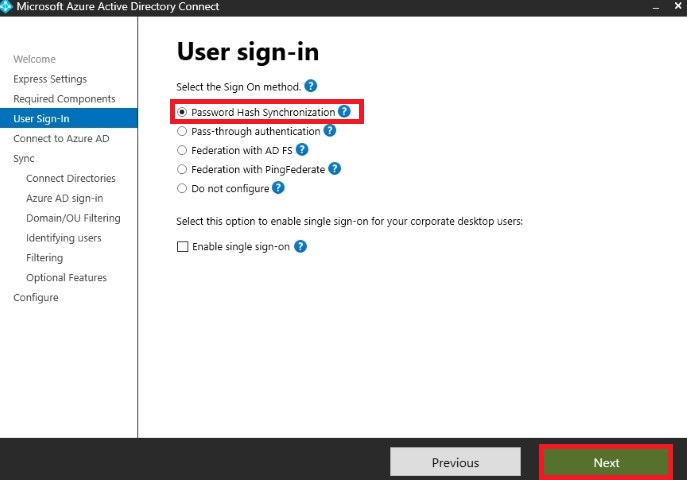 Microsoft Azure Active Directory Connect
Welcome
Express Settings
Required Components
User Sign-In
Connect to Azure AD
Sync
Connect Directories
Azure AD sign-in
Domain/OU Filtering
Identifying users
Filtering
Optional Features
Configure
User sign-in
Select the Sign On method. ?
Password Hash Synchronization ?
Pass-through authentication ?
Federation with AD FS ?
Federation with PingFederate ?
Do not configure ?
Select this option to enable single sign-on for your corporate desktop users:
Enable single sign-on ?
Previous
Next